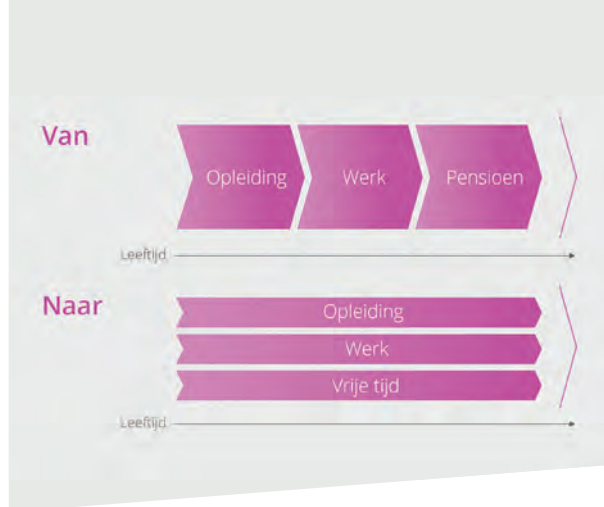 Van
Opleiding Werk Pensioen
Leeftijd
Naar
Opleiding
Werk
Vrije tijd
Leeftijd